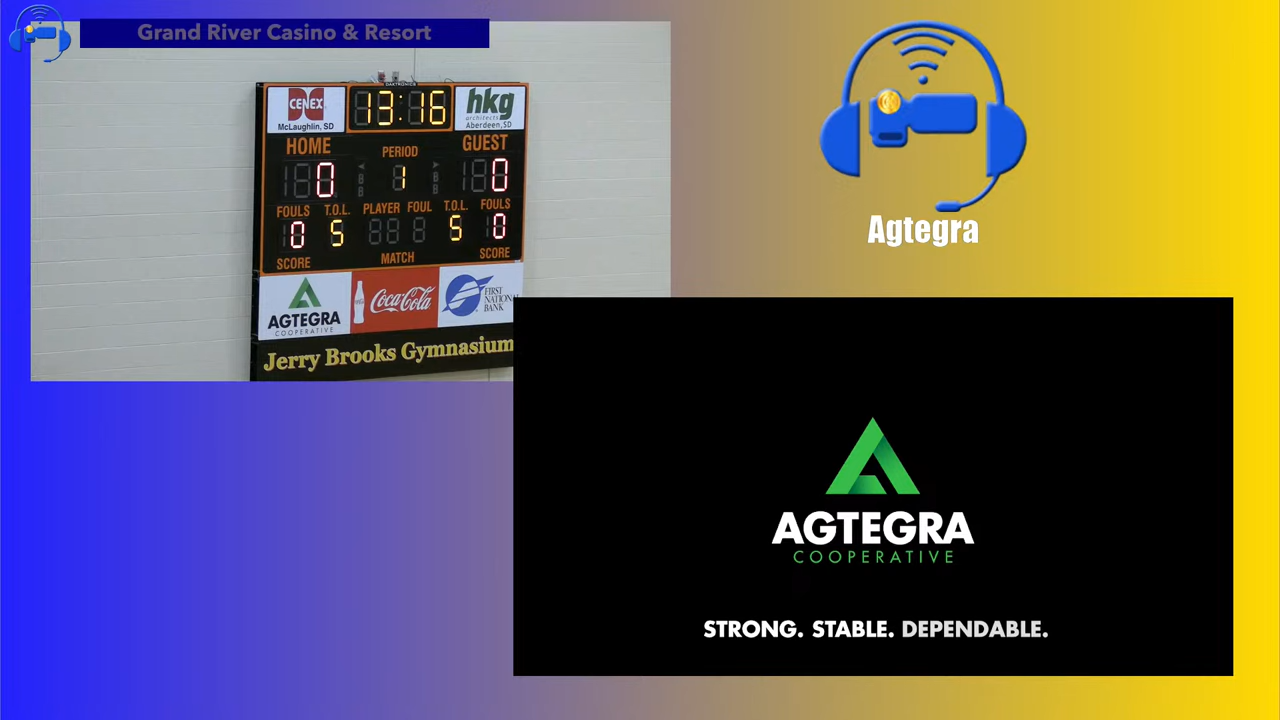 Grand River Casino & Resort
DAKTRONICS
CENEX
McLaughlin, SD
13:16
hkg
architects
Aberdeen, SD
HOME
PERIOD
GUEST
0
1
0
B
B
B
B
FOULS
T.O.L.
PLAYER
FOUL
T.O.L.
FOULS
0
5
5
0
SCORE
MATCH
SCORE
AGTEGRA
COOPERATIVE
Coca-Cola
FIRST
NATIONAL
BANK
Jerry Brooks Gymnasium
Agtegra
AGTEGRA
COOPERATIVE
STRONG. STABLE. DEPENDABLE.